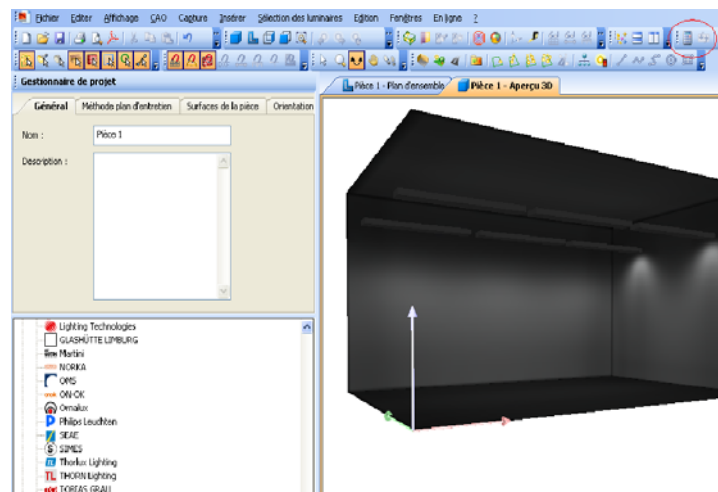 Fichier Editer Affichage CAO Capture Insérer Sélection des luminaires Edition Fenêtres En ligne ?
Gestionnaire de projet
Pièce 1 - Plan d'ensemble Pièce 1 - Aperçu 3D
Général Méthode plan d'entretien Surfaces de la pièce Orientation
Nom : Pièce 1
Description :
Lighting Technologies
GLASHÜTTE LIMBURG
Martini
NORKA
OMS
ON-OK
Ornalux
Philips Leuchten
SEAE
SIMES
Thorlux Lighting
TL THORN Lighting
TOBIAS GRAU